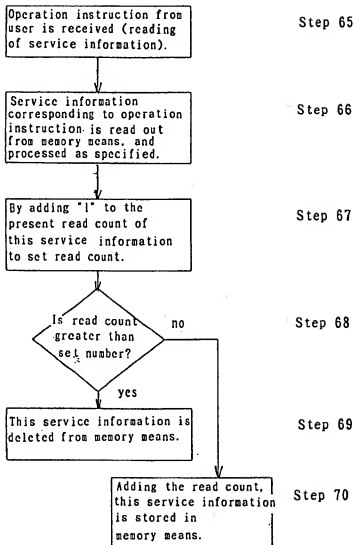 Operation instruction from
user is received (reading
of service information).
Step 65
Service information
corresponding to operation
instruction is read out
from memory means, and
processed as specified.
Step 66
By adding "1" to the
present read count of
this service information
to set read count.
Step 67
Is read count
greater than
set number?
no
Step 68
yes
This service information is
deleted from memory means.
Step 69
Adding the read count,
this service information
is stored in
memory means.
Step 70